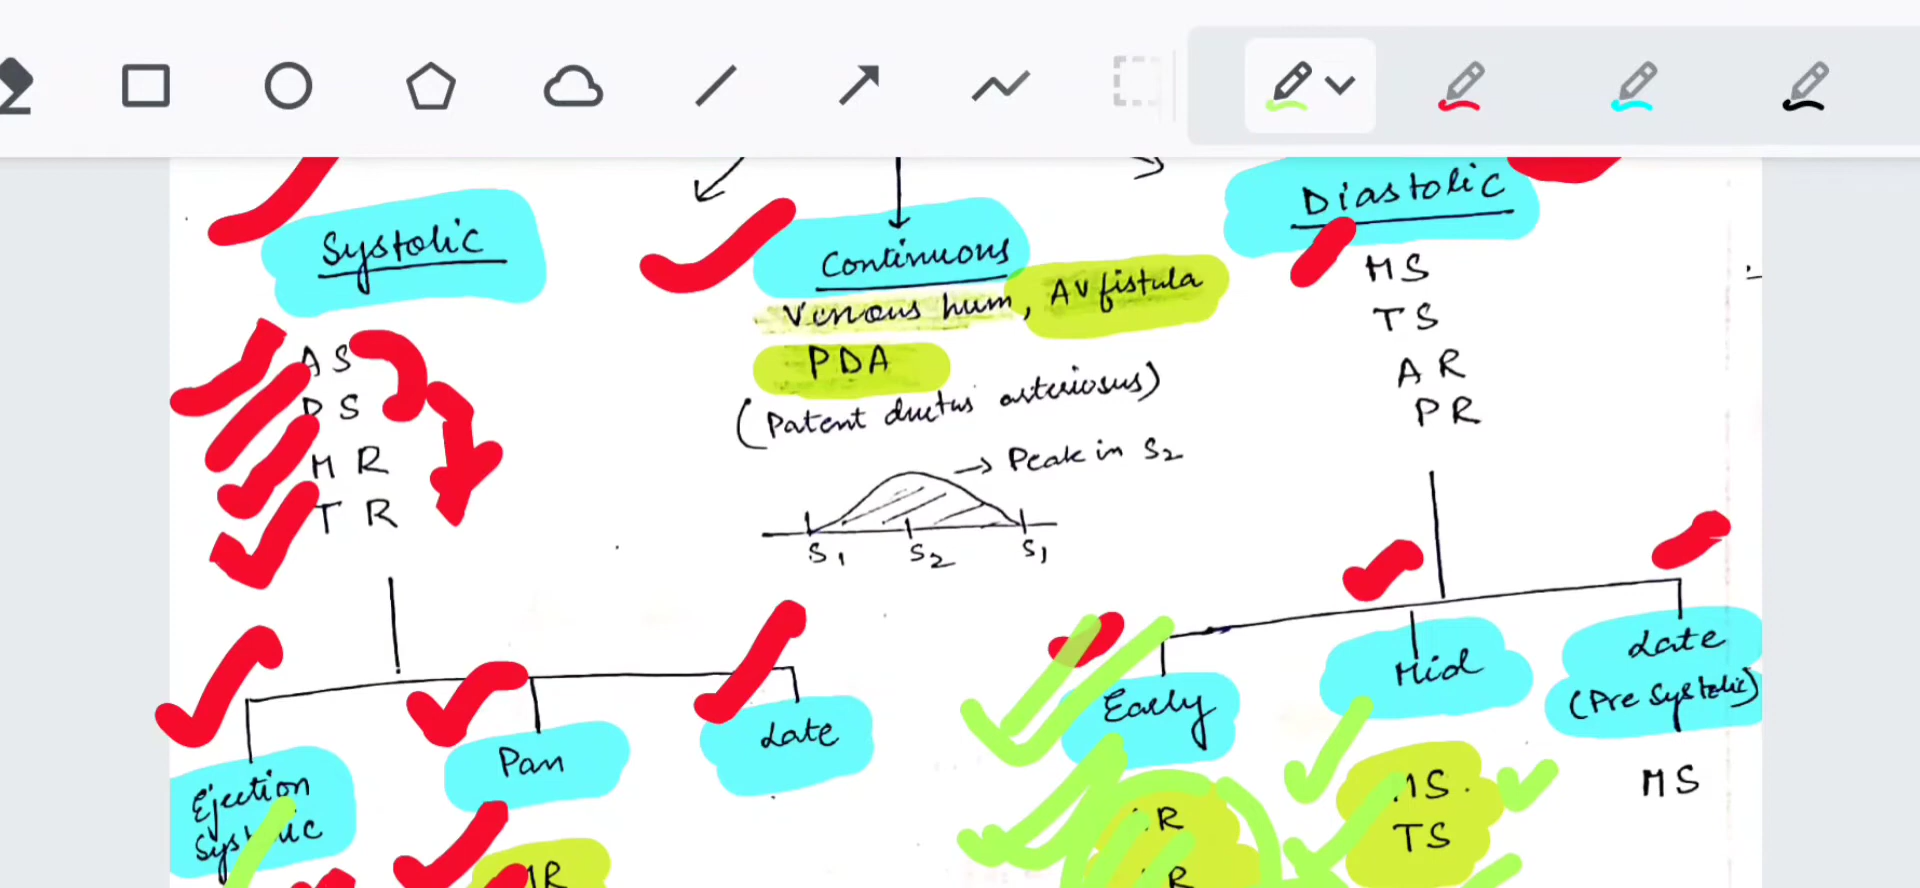 Systolic
AS
PS
MR
TR
Continuous
Venous hum, AV fistula
PDA
(Patent ductus arteriosus)
→ Peak in S2
S1 S2 S1
Diastolic
MS
TS
AR
PR
Ejection
Systolic
Pan
Late
Early
R
R
Mid
MS.
TS
Late
(Pre Systolic)
MS